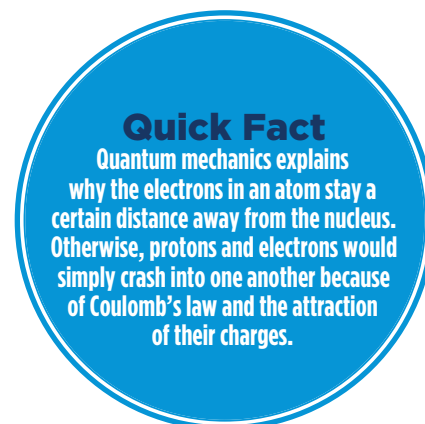 Quick Fact
Quantum mechanics explains
why the electrons in an atom stay a
certain distance away from the nucleus.
Otherwise, protons and electrons would
simply crash into one another because
of Coulomb’s law and the attraction
of their charges.